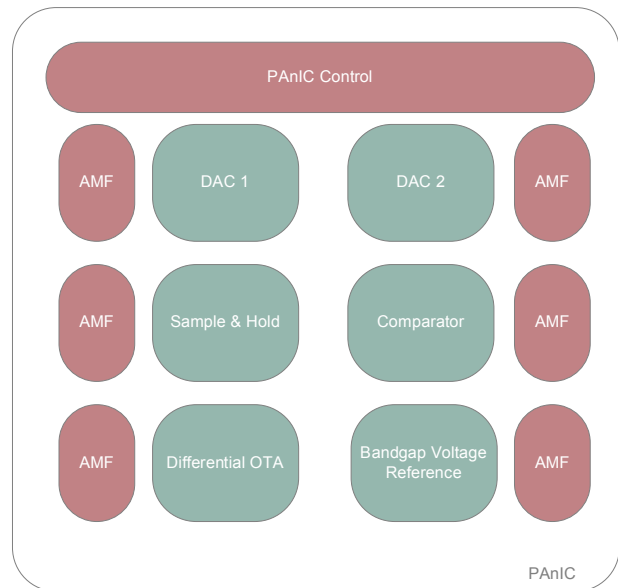 PAnIC Control
AMF
DAC 1
DAC 2
AMF
AMF
Sample & Hold
Comparator
AMF
AMF
Differential OTA
Bandgap Voltage
Reference
AMF
PAnIC